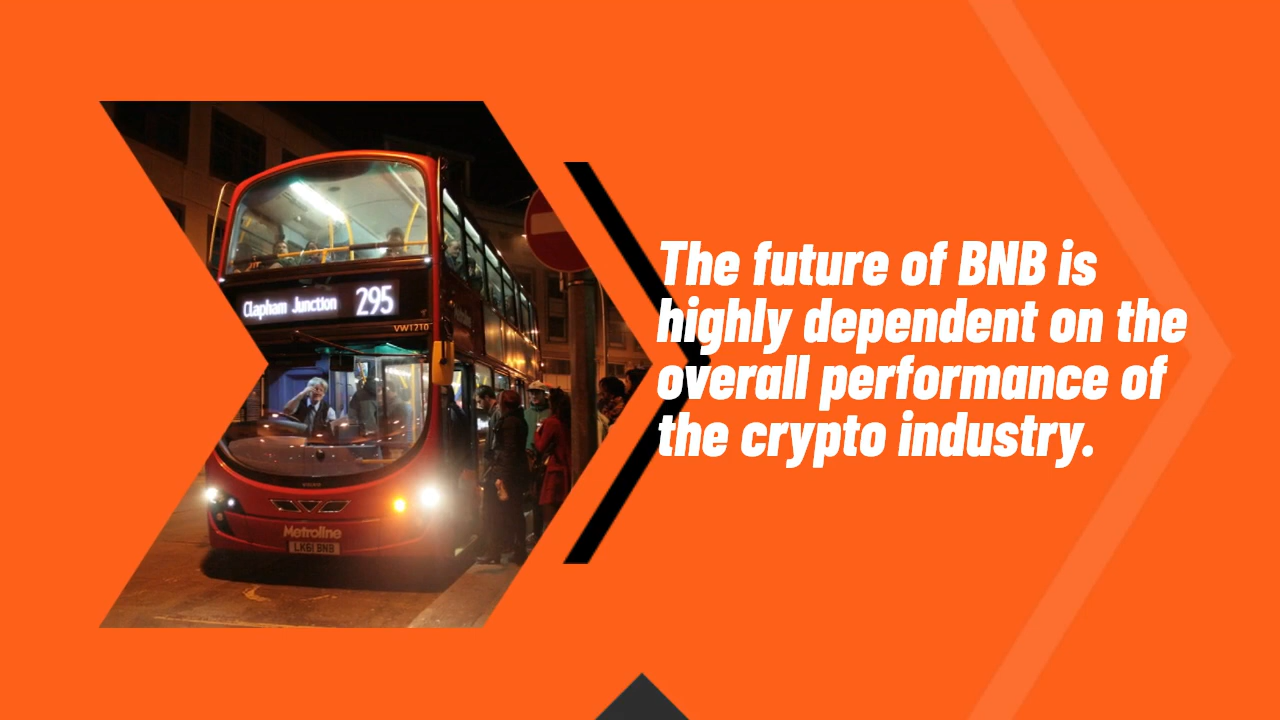 Clapham Junction 295
VW1710
Metroline
LK61 BNB
The future of BNB is
highly dependent on the
overall performance of
the crypto industry.